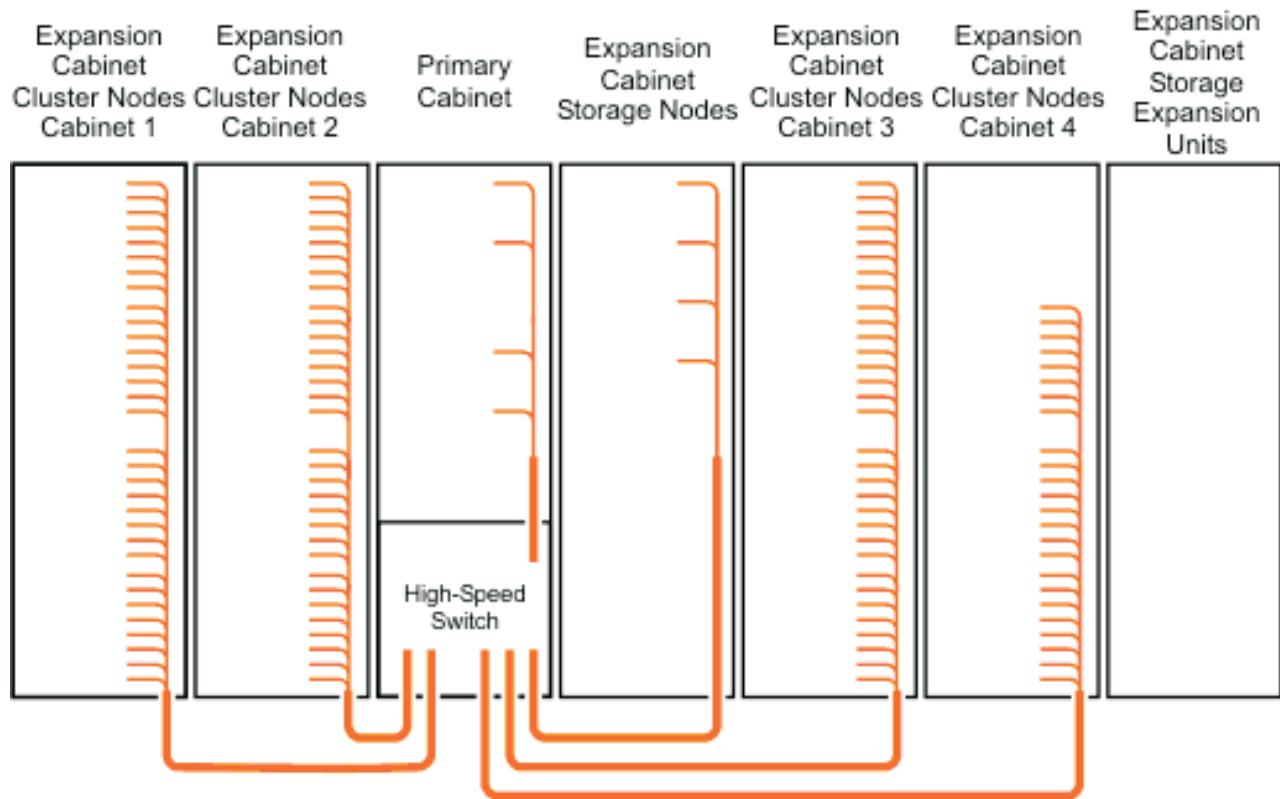 Expansion
Cabinet
Cluster Nodes
Cabinet 1
Expansion
Cabinet
Cluster Nodes
Cabinet 2
Primary
Cabinet
Expansion
Cabinet
Storage Nodes
Expansion
Cabinet
Cluster Nodes
Cabinet 3
Expansion
Cabinet
Cluster Nodes
Cabinet 4
Expansion
Cabinet
Storage
Expansion
Units
High-Speed
Switch